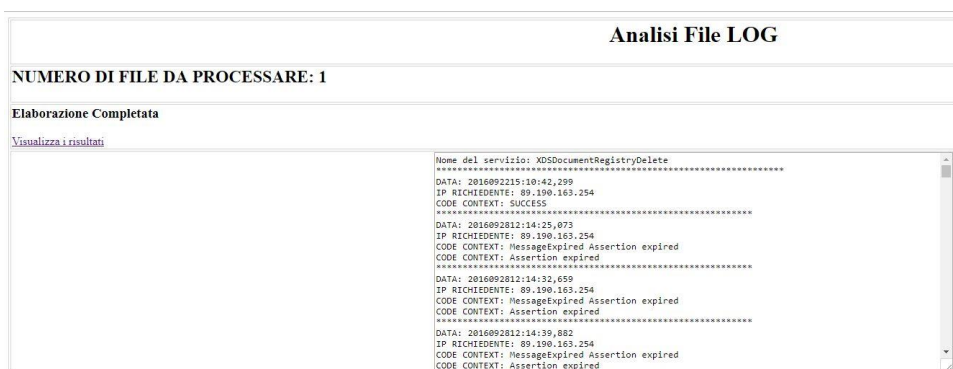 Analisi File LOG
NUMERO DI FILE DA PROCESSARE: 1
Elaborazione Completata
Visualizza i risultati
Nome del servizio: XDSDocumentRegistryDelete
******************************************************************
DATA: 2016092215:10:42,299
IP RICHIEDENTE: 89.190.163.254
CODE CONTEXT: SUCCESS
************************************************************
DATA: 2016092812:14:25,073
IP RICHIEDENTE: 89.190.163.254
CODE CONTEXT: MessageExpired Assertion expired
CODE CONTEXT: Assertion expired
************************************************************
DATA: 2016092812:14:32,659
IP RICHIEDENTE: 89.190.163.254
CODE CONTEXT: MessageExpired Assertion expired
CODE CONTEXT: Assertion expired
************************************************************
DATA: 2016092812:14:39,882
IP RICHIEDENTE: 89.190.163.254
CODE CONTEXT: MessageExpired Assertion expired
CODE CONTEXT: Assertion expired